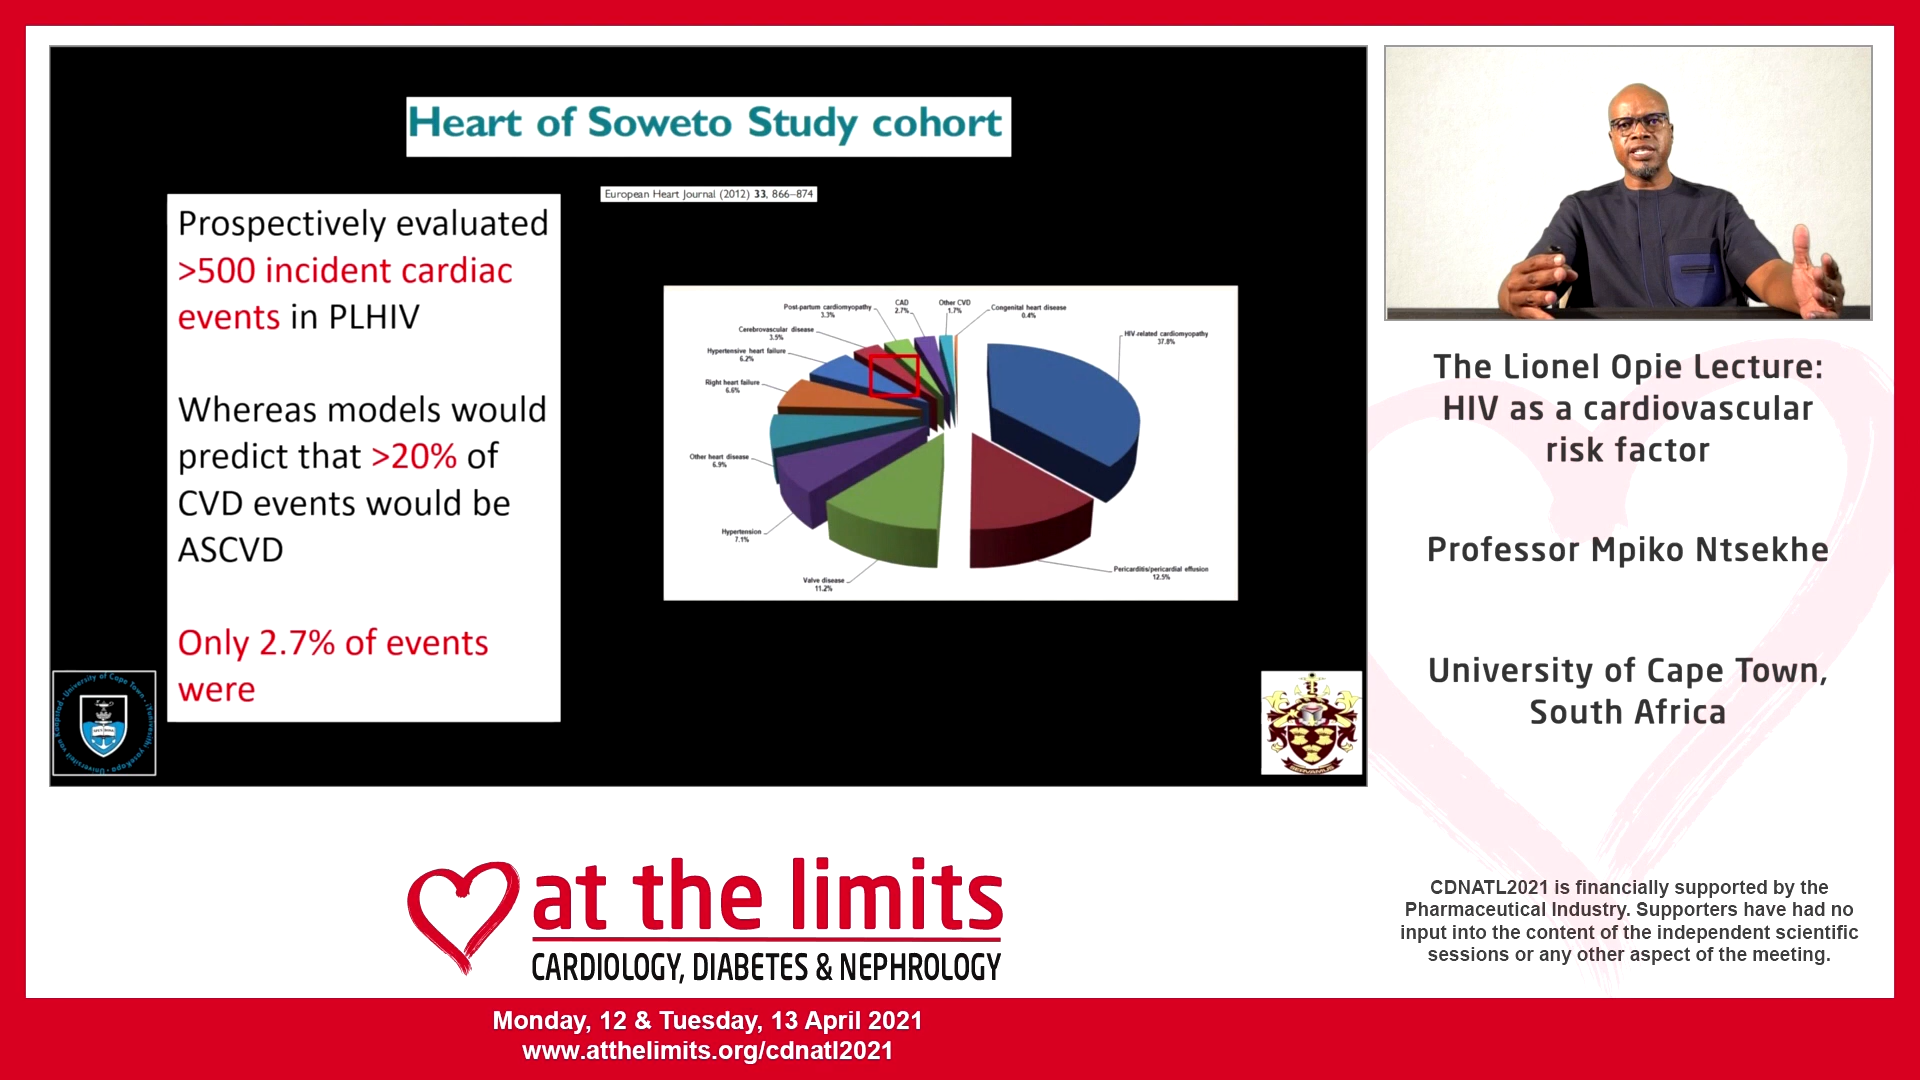 Heart of Soweto Study cohort
European Heart Journal (2012) 33, 866–874
Prospectively evaluated
>500 incident cardiac
events in PLHIV
Whereas models would
predict that >20% of
CVD events would be
ASCVD
Only 2.7% of events
were
Post-partum cardiomyopathy
3.3%
CAD
2.7%
Other CVD
1.7%
Congenital heart disease
0.4%
Cerebrovascular disease
3.5%
HIV-related cardiomyopathy
37.8%
Hypertensive heart failure
6.2%
Right heart failure
6.6%
Other heart disease
6.9%
Hypertension
7.1%
Valve disease
11.2%
Pericarditis/pericardial effusion
12.5%
The Lionel Opie Lecture:
HIV as a cardiovascular
risk factor
Professor Mpiko Ntsekhe
University of Cape Town,
South Africa
at the limits
CARDIOLOGY, DIABETES & NEPHROLOGY
CDNATL2021 is financially supported by the
Pharmaceutical Industry. Supporters have had no
input into the content of the independent scientific
sessions or any other aspect of the meeting.
Monday, 12 & Tuesday, 13 April 2021
www.atthelimits.org/cdnatl2021
University of Cape Town